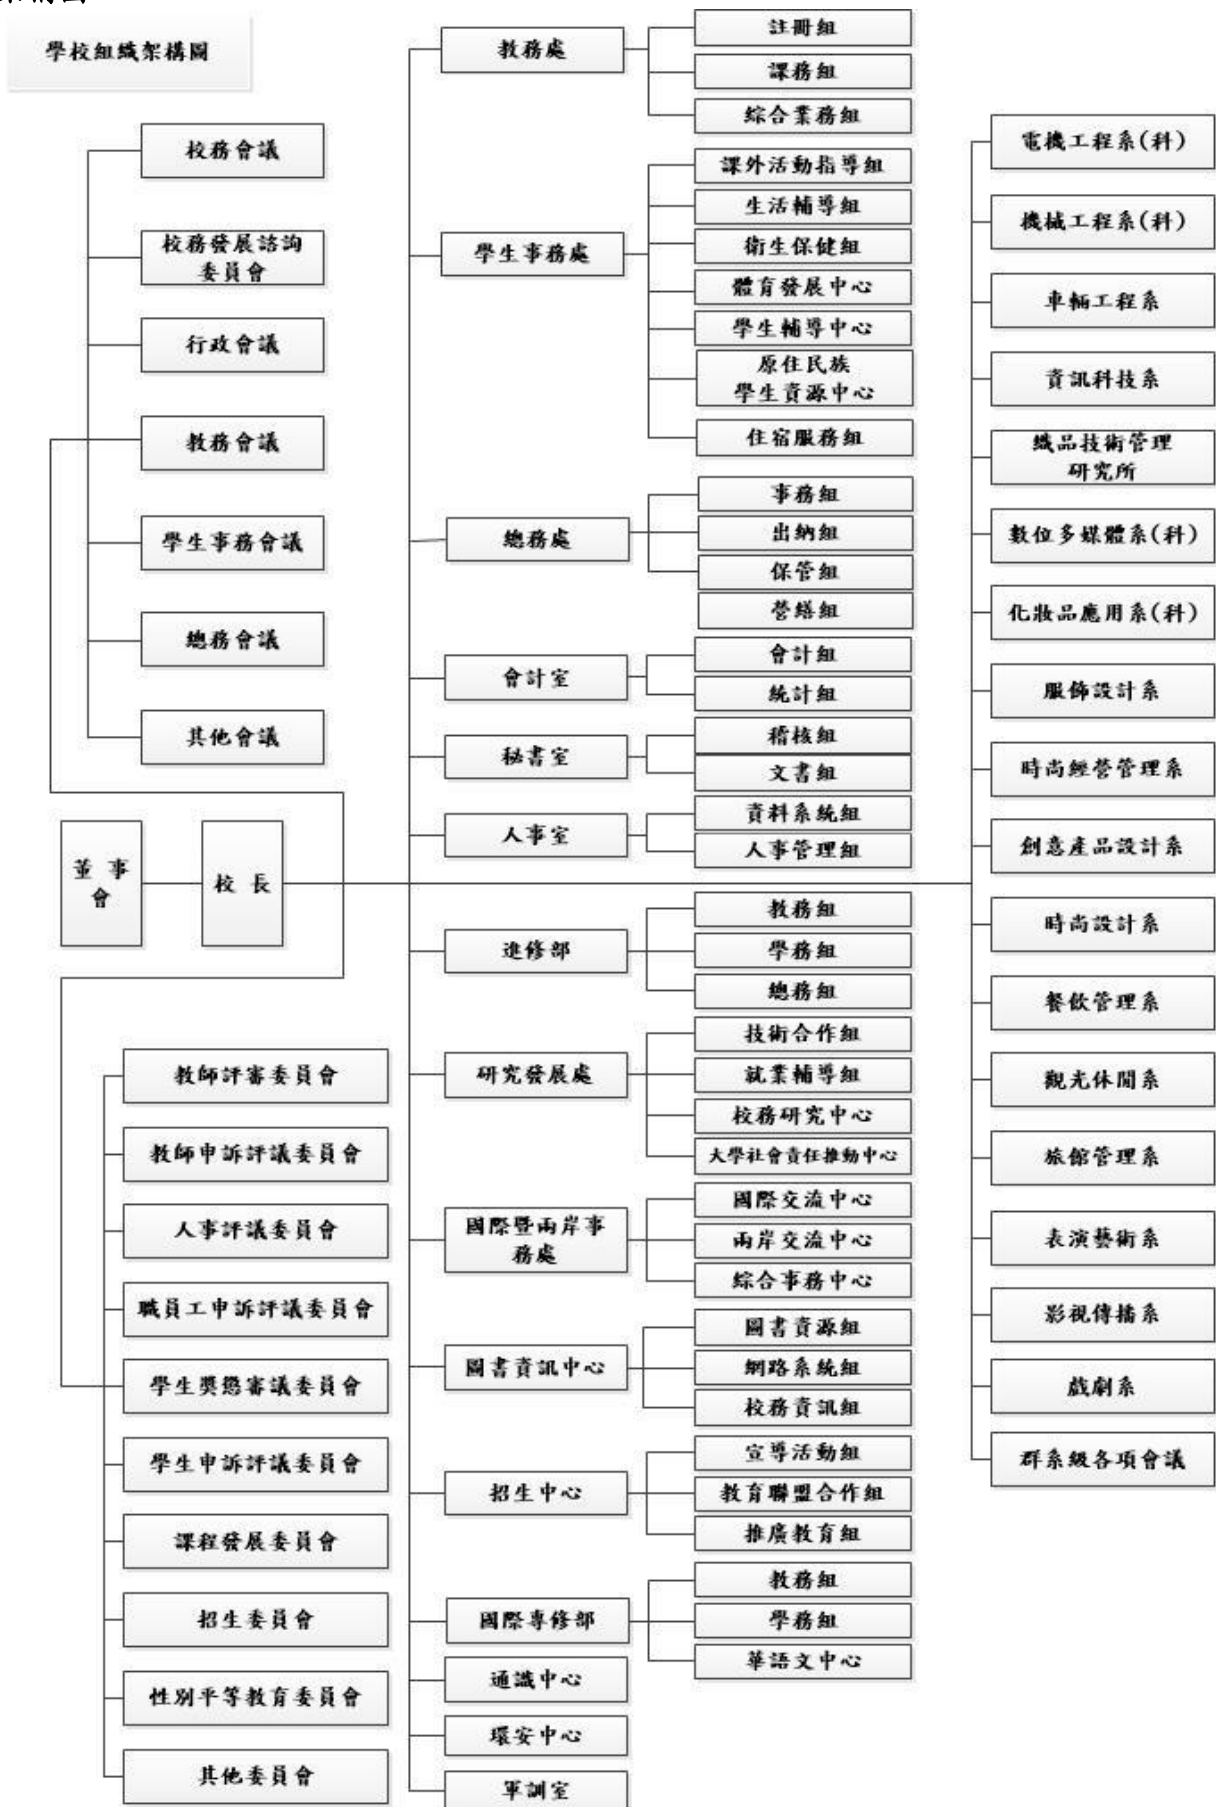 學校組織架構圖
校務會議
校務發展諮詢
委員會
行政會議
教務會議
學生事務會議
總務會議
其他會議
董 事
會
校 長
教師評審委員會
教師申訴評議委員會
人事評議委員會
職員工申訴評議委員會
學生獎懲審議委員會
學生申訴評議委員會
課程發展委員會
招生委員會
性別平等教育委員會
其他委員會
教務處
註冊組
課務組
綜合業務組
學生事務處
課外活動指導組
生活輔導組
衛生保健組
體育發展中心
學生輔導中心
原住民族
學生資源中心
住宿服務組
總務處
事務組
出納組
保管組
營繕組
會計室
會計組
統計組
秘書室
稽核組
文書組
人事室
資料系統組
人事管理組
進修部
教務組
學務組
總務組
研究發展處
技術合作組
就業輔導組
校務研究中心
大學社會責任推動中心
國際暨兩岸事
務處
國際交流中心
兩岸交流中心
綜合事務中心
圖書資訊中心
圖書資源組
網路系統組
校務資訊組
招生中心
宣導活動組
教育聯盟合作組
推廣教育組
國際專修部
教務組
學務組
華語文中心
通識中心
環安中心
軍訓室
電機工程系(科)
機械工程系(科)
車輛工程系
資訊科技系
織品技術管理
研究所
數位多媒體系(科)
化妝品應用系(科)
服飾設計系
時尚經營管理系
創意產品設計系
時尚設計系
餐飲管理系
觀光休閒系
旅館管理系
表演藝術系
影視傳播系
戲劇系
群系級各項會議